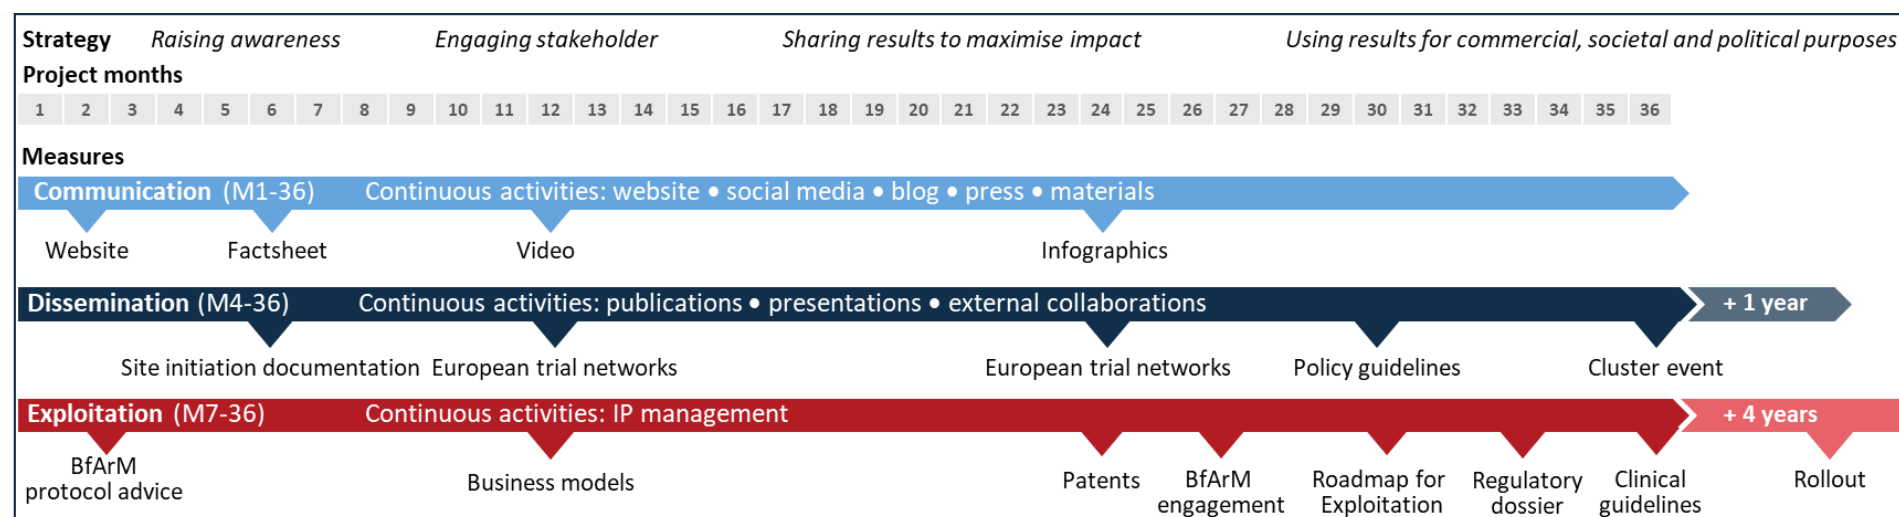 Strategy Raising awareness Engaging stakeholder Sharing results to maximise impact Using results for commercial, societal and political purposes
Project months
1 2 3 4 5 6 7 8 9 10 11 12 13 14 15 16 17 18 19 20 21 22 23 24 25 26 27 28 29 30 31 32 33 34 35 36
Measures
Communication (M1-36) Continuous activities: website • social media • blog • press • materials
Website Factsheet Video Infographics
Dissemination (M4-36) Continuous activities: publications • presentations • external collaborations + 1 year
Site initiation documentation European trial networks European trial networks Policy guidelines Cluster event
Exploitation (M7-36) Continuous activities: IP management + 4 years
BfArM
protocol advice
Business models
Patents
BfArM
engagement
Roadmap for
Exploitation
Regulatory
dossier
Clinical
guidelines
Rollout